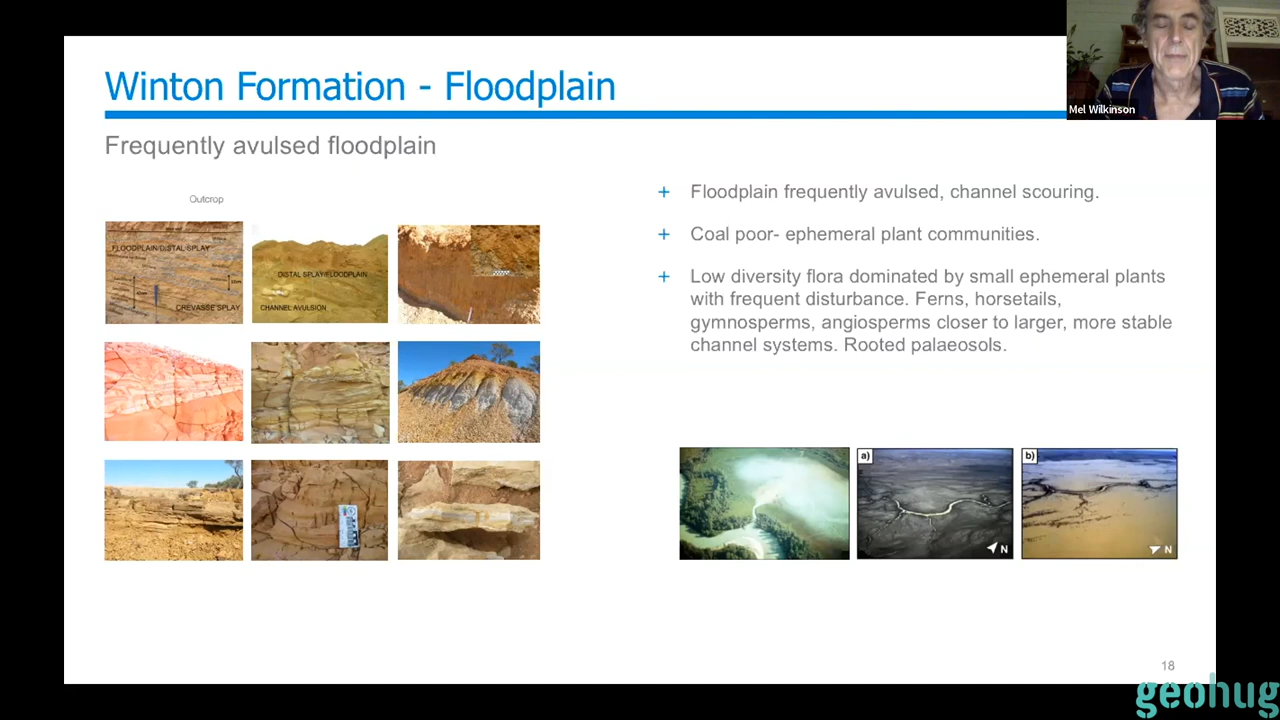 Winton Formation - Floodplain
Mel Wilkinson
Frequently avulsed floodplain
Outcrop
FLOODPLAIN/DISTAL SPLAY
CREVASSE SPLAY
DISTAL SPLAY/FLOODPLAIN
CHANNEL AVULSION
+ Floodplain frequently avulsed, channel scouring.
+ Coal poor- ephemeral plant communities.
+ Low diversity flora dominated by small ephemeral plants
with frequent disturbance. Ferns, horsetails,
gymnosperms, angiosperms closer to larger, more stable
channel systems. Rooted palaeosols.
a)
N
b)
N
18
geohug